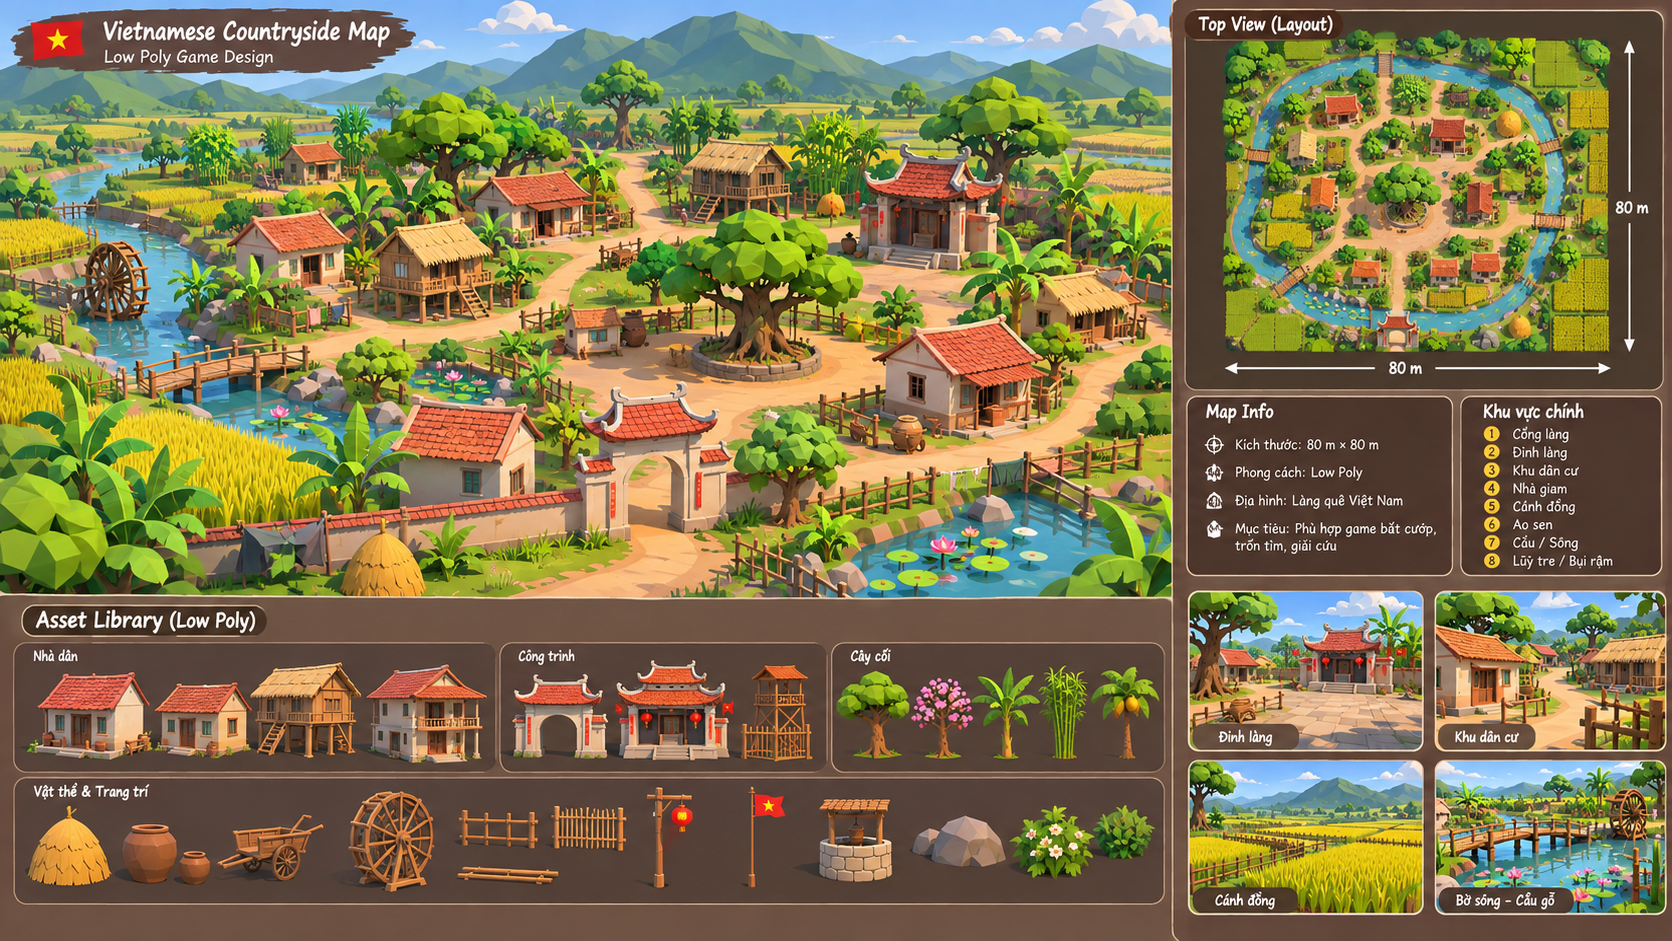 Vietnamese Countryside Map
Low Poly Game Design
Top View (Layout)
80 m
80 m
Map Info
Kích thước: 80 m × 80 m
Phong cách: Low Poly
Địa hình: Làng quê Việt Nam
Mục tiêu: Phù hợp game bắt cướp,
trốn tìm, giải cứu
Khu vực chính
1 Cổng làng
2 Đình làng
3 Khu dân cư
4 Nhà giam
5 Cánh đồng
6 Ao sen
7 Cầu / Sông
8 Luỹ tre / Bụi rậm
Asset Library (Low Poly)
Nhà dân
Công trình
Cây cối
Vật thể & Trang trí
Đình làng
Khu dân cư
Cánh đồng
Bờ sông - Cầu gỗ